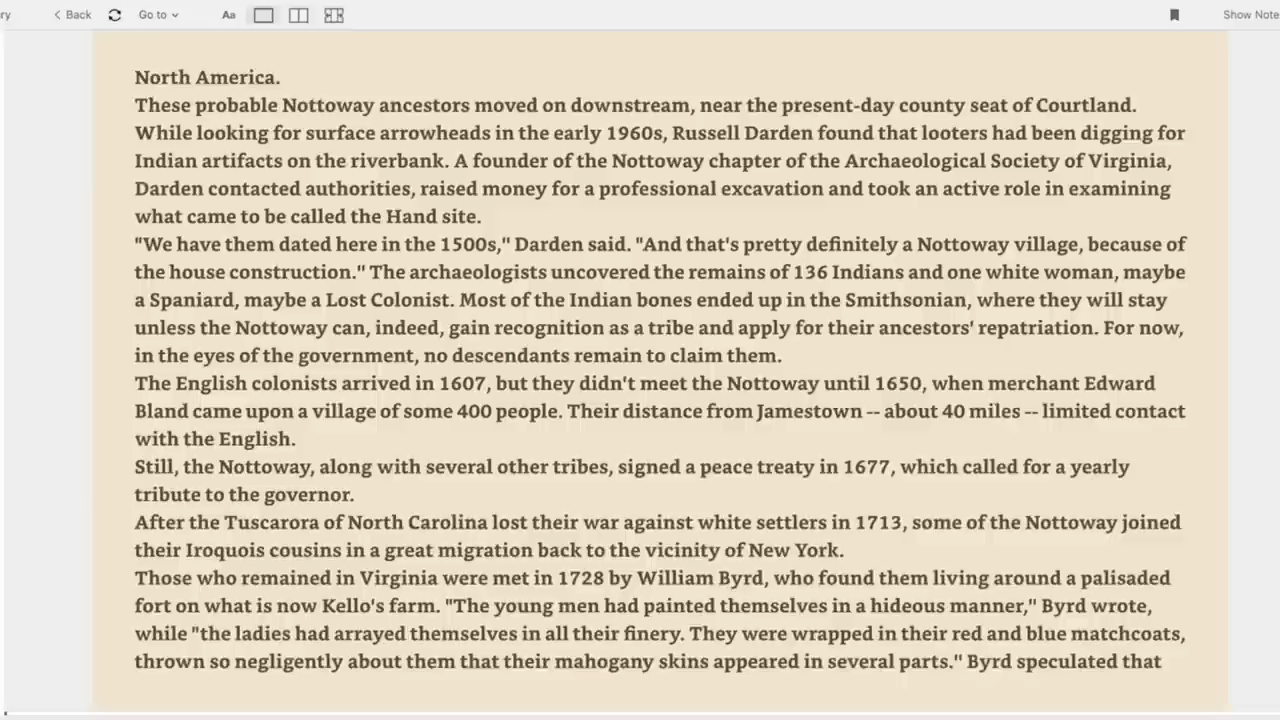 ry
Back
Go to
Aa
Show Note
North America.
These probable Nottoway ancestors moved on downstream, near the present-day county seat of Courtland.
While looking for surface arrowheads in the early 1960s, Russell Darden found that looters had been digging for
Indian artifacts on the riverbank. A founder of the Nottoway chapter of the Archaeological Society of Virginia,
Darden contacted authorities, raised money for a professional excavation and took an active role in examining
what came to be called the Hand site.
"We have them dated here in the 1500s," Darden said. "And that's pretty definitely a Nottoway village, because of
the house construction." The archaeologists uncovered the remains of 136 Indians and one white woman, maybe
a Spaniard, maybe a Lost Colonist. Most of the Indian bones ended up in the Smithsonian, where they will stay
unless the Nottoway can, indeed, gain recognition as a tribe and apply for their ancestors' repatriation. For now,
in the eyes of the government, no descendants remain to claim them.
The English colonists arrived in 1607, but they didn't meet the Nottoway until 1650, when merchant Edward
Bland came upon a village of some 400 people. Their distance from Jamestown -- about 40 miles -- limited contact
with the English.
Still, the Nottoway, along with several other tribes, signed a peace treaty in 1677, which called for a yearly
tribute to the governor.
After the Tuscarora of North Carolina lost their war against white settlers in 1713, some of the Nottoway joined
their Iroquois cousins in a great migration back to the vicinity of New York.
Those who remained in Virginia were met in 1728 by William Byrd, who found them living around a palisaded
fort on what is now Kello's farm. "The young men had painted themselves in a hideous manner," Byrd wrote,
while "the ladies had arrayed themselves in all their finery. They were wrapped in their red and blue matchcoats,
thrown so negligently about them that their mahogany skins appeared in several parts." Byrd speculated that